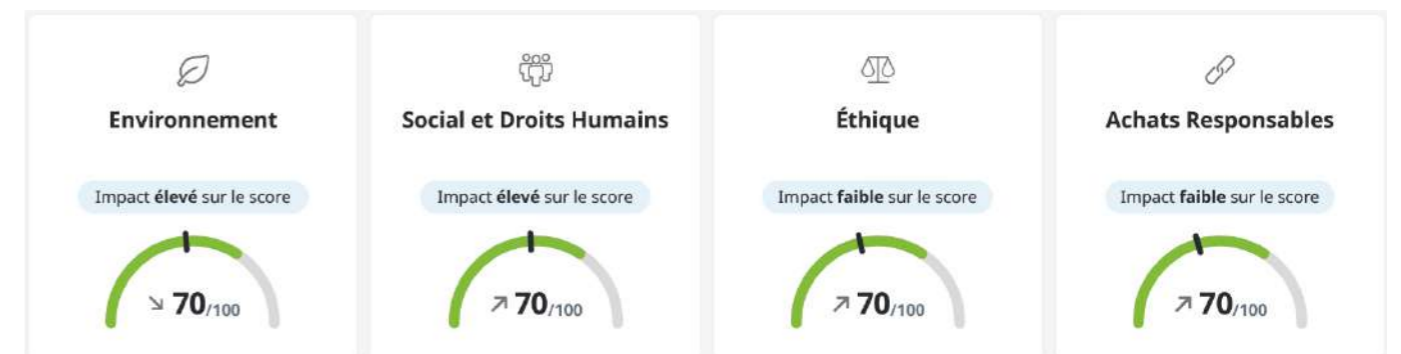 Environnement
Impact élevé sur le score
70/100
Social et Droits Humains
Impact élevé sur le score
70/100
Éthique
Impact faible sur le score
70/100
Achats Responsables
Impact faible sur le score
70/100